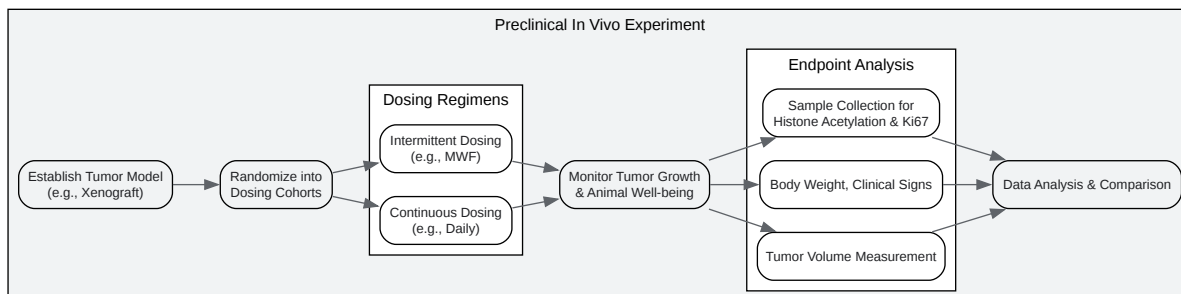 Preclinical In Vivo Experiment
Establish Tumor Model
(e.g., Xenograft)
Randomize into
Dosing Cohorts
Dosing Regimens
Intermittent Dosing
(e.g., MWF)
Continuous Dosing
(e.g., Daily)
Monitor Tumor Growth
& Animal Well-being
Endpoint Analysis
Sample Collection for
Histone Acetylation & Ki67
Body Weight, Clinical Signs
Tumor Volume Measurement
Data Analysis & Comparison